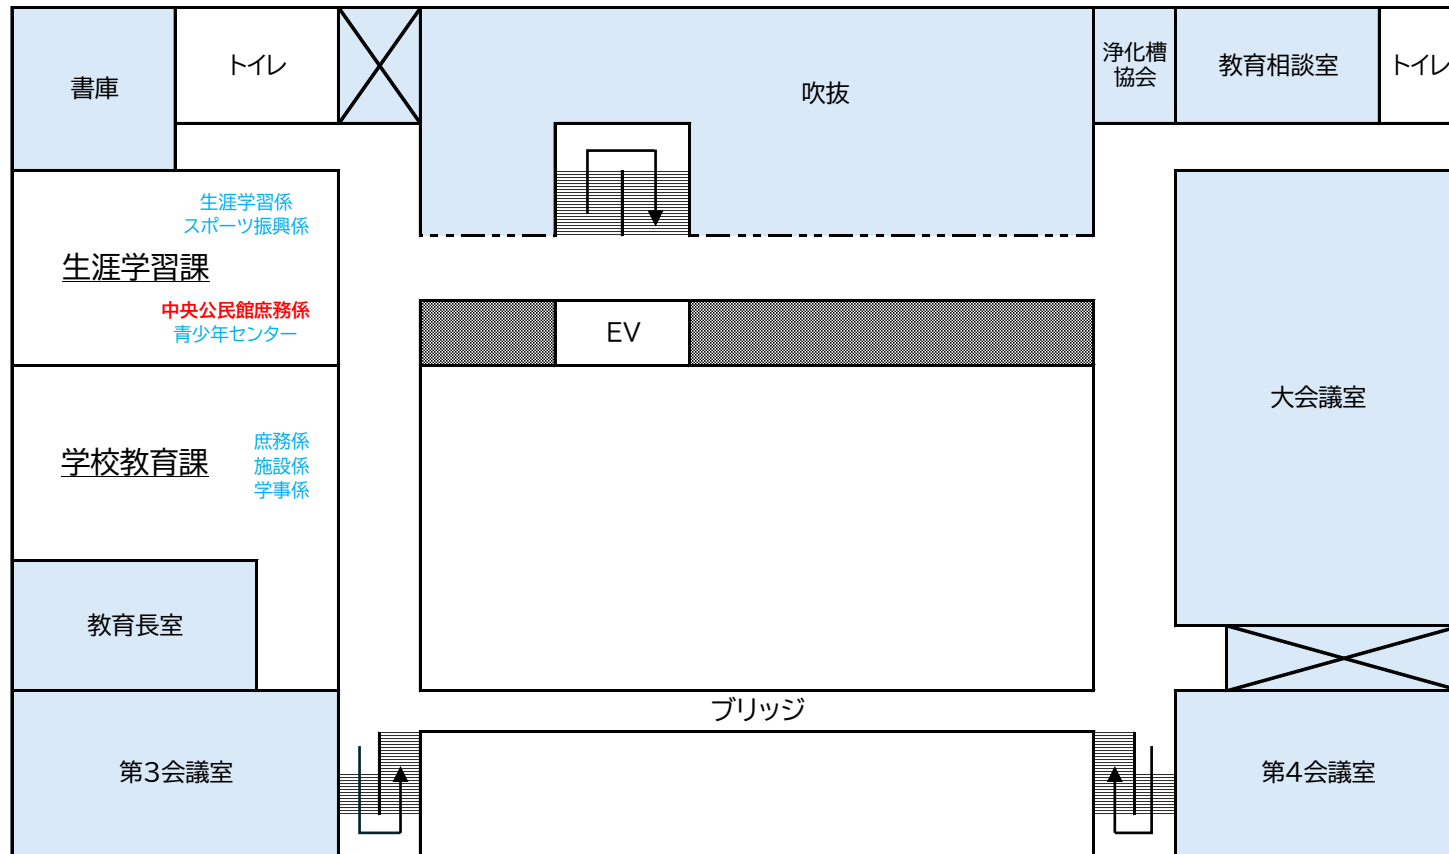 書庫
トイレ
吹抜
浄化槽
協会
教育相談室
トイレ
生涯学習係
スポーツ振興係
生涯学習課
中央公民館庶務係
青少年センター
EV
大会議室
学校教育課
庶務係
施設係
学事係
教育長室
ブリッジ
第3会議室
第4会議室